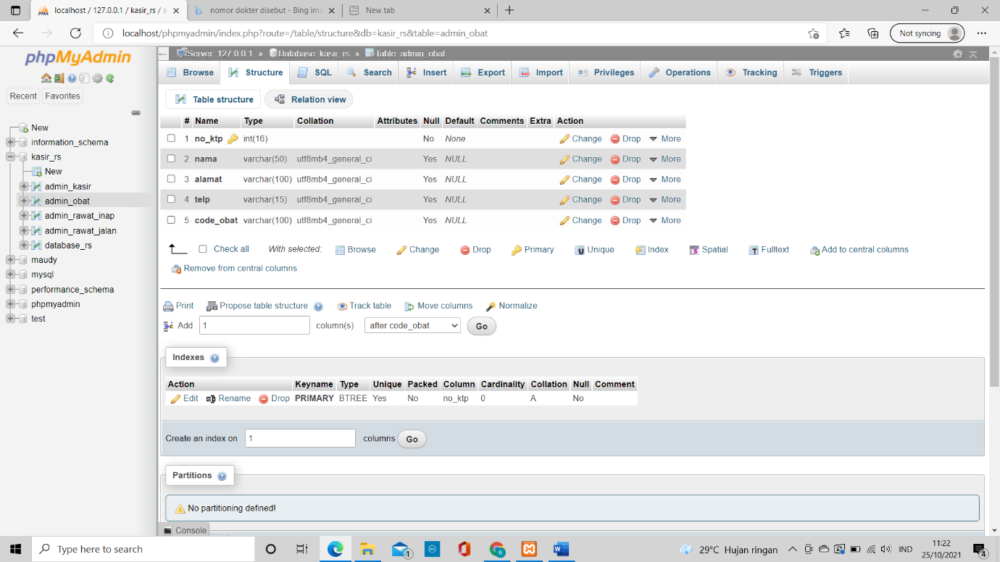 localhost / 127.0.0.1 / kasir_rs / a
nomor dokter disebut - Bing ima
New tab
localhost/phpmyadmin/index.php?route=/table/structure&db=kasir_rs&table=admin_obat
Not syncing
phpMyAdmin
Recent Favorites
New
information_schema
kasir_rs
New
admin_kasir
admin_obat
admin_rawat_inap
admin_rawat_jalan
database_rs
maudy
mysql
performance_schema
phpmyadmin
test
Server: 127.0.0.1 » Database: kasir_rs » Table: admin_obat
Browse Structure SQL Search Insert Export Import Privileges Operations Tracking Triggers
Table structure Relation view
# Name Type Collation Attributes Null Default Comments Extra Action
1 no_ktp int(16) No None Change Drop More
2 nama varchar(50) utf8mb4_general_ci Yes NULL Change Drop More
3 alamat varchar(100) utf8mb4_general_ci Yes NULL Change Drop More
4 telp varchar(15) utf8mb4_general_ci Yes NULL Change Drop More
5 code_obat varchar(100) utf8mb4_general_ci Yes NULL Change Drop More
Check all With selected: Browse Change Drop Primary Unique Index Spatial Fulltext Add to central columns
Remove from central columns
Print Propose table structure Track table Move columns Normalize
Add 1 column(s) after code_obat Go
Indexes
Action Keyname Type Unique Packed Column Cardinality Collation Null Comment
Edit Rename Drop PRIMARY BTREE Yes No no_ktp 0 A No
Create an index on 1 columns Go
Partitions
No partitioning defined!
Console
Type here to search
1
29°C Hujan ringan
IND
11:22
25/10/2021
4